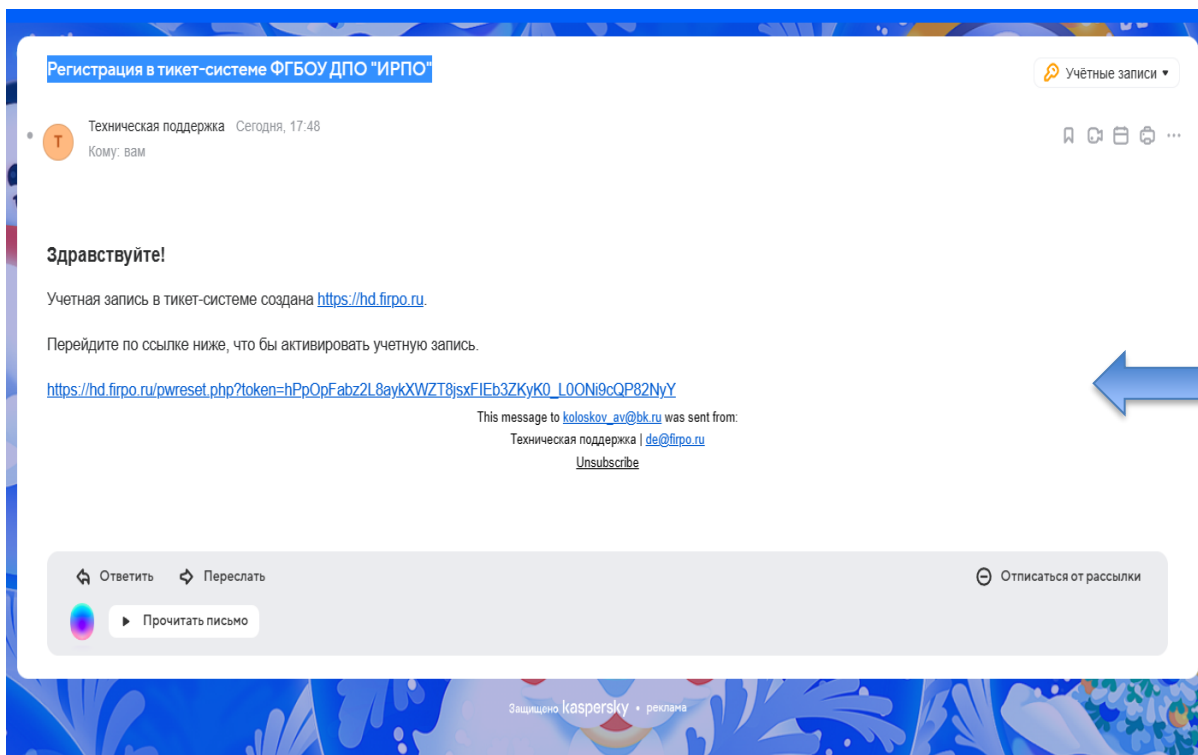 Регистрация в тикет-системе ФГБОУ ДПО "ИРПО"
Учётные записи
Техническая поддержка Сегодня, 17:48
Т
Кому: вам
Здравствуйте!
Учетная запись в тикет-системе создана https://hd.firpo.ru.
Перейдите по ссылке ниже, что бы активировать учетную запись.
https://hd.firpo.ru/pwreset.php?token=hPpOpFabz2L8aykXWZT8jsxFIEb3ZKyK0_L0ONi9cQP82NyY
This message to koloskov_av@bk.ru was sent from:
Техническая поддержка | de@firpo.ru
Unsubscribe
Ответить Переслать Отписаться от рассылки
Прочитать письмо
Защищено kaspersky • реклама